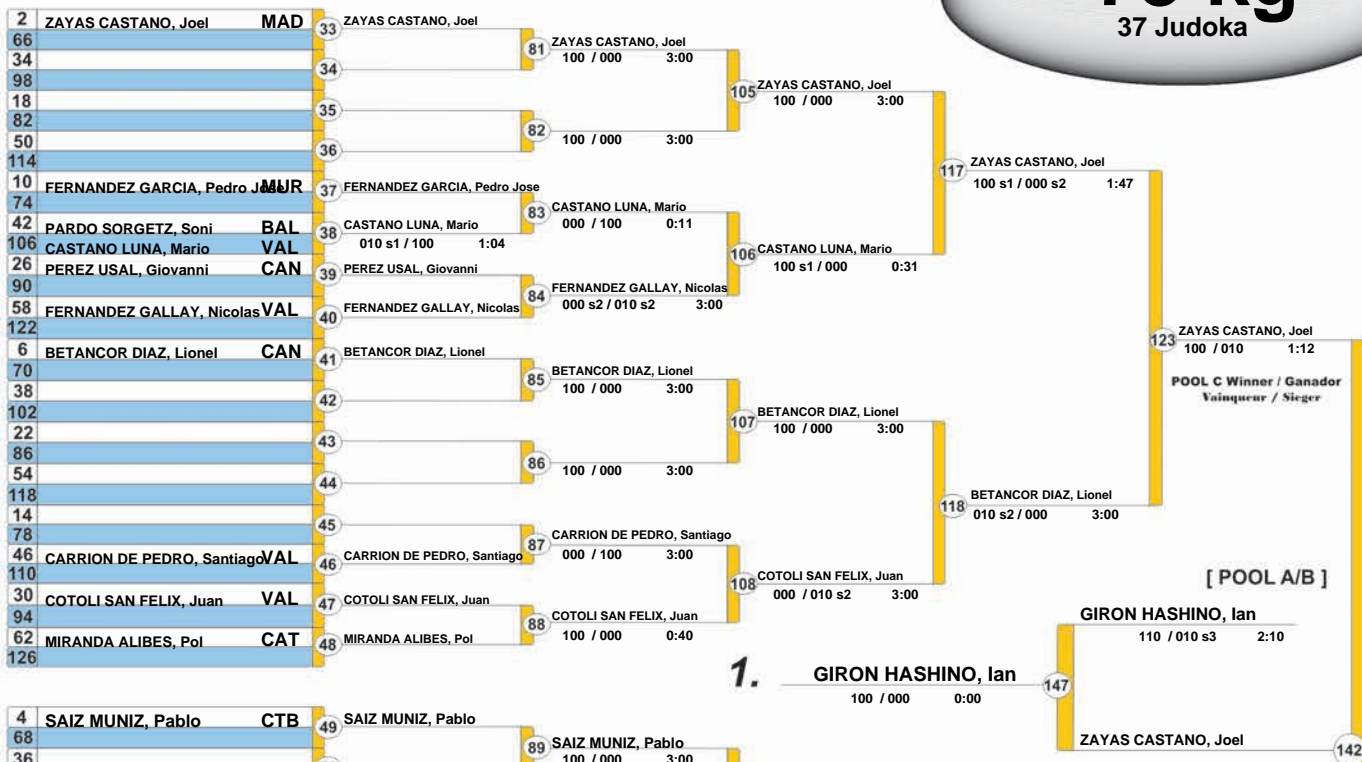 37 Judoka
2 ZAYAS CASTANO, Joel MAD 33 ZAYAS CASTANO, Joel
66
81 ZAYAS CASTANO, Joel
100 / 000 3:00
34
34
98
105 ZAYAS CASTANO, Joel
100 / 000 3:00
18
35
82
82
100 / 000 3:00
50
36
114
117 ZAYAS CASTANO, Joel
100 s1 / 000 s2 1:47
10 FERNANDEZ GARCIA, Pedro Jose MUR 37 FERNANDEZ GARCIA, Pedro Jose
74
83 CASTANO LUNA, Mario
000 / 100 0:11
42 PARDO SORGETZ, Soni BAL 38 CASTANO LUNA, Mario
106 CASTANO LUNA, Mario VAL 010 s1 / 100 1:04
106 CASTANO LUNA, Mario
100 s1 / 000 0:31
26 PEREZ USAL, Giovanni CAN 39 PEREZ USAL, Giovanni
90
84 FERNANDEZ GALLAY, Nicolas
000 s2 / 010 s2 3:00
58 FERNANDEZ GALLAY, Nicolas VAL 40 FERNANDEZ GALLAY, Nicolas
122
123 ZAYAS CASTANO, Joel
100 / 010 1:12
POOL C Winner / Ganador
Vainqueur / Sieger
6 BETANCOR DIAZ, Lionel CAN 41 BETANCOR DIAZ, Lionel
70
85 BETANCOR DIAZ, Lionel
100 / 000 3:00
38
42
102
107 BETANCOR DIAZ, Lionel
100 / 000 3:00
22
43
86
86
100 / 000 3:00
54
44
118
118 BETANCOR DIAZ, Lionel
010 s2 / 000 3:00
14
45
78
87 CARRION DE PEDRO, Santiago
000 / 100 3:00
46 CARRION DE PEDRO, Santiago VAL 46 CARRION DE PEDRO, Santiago
110
108 COTOLI SAN FELIX, Juan
000 / 010 s2 3:00
30 COTOLI SAN FELIX, Juan VAL 47 COTOLI SAN FELIX, Juan
94
88 COTOLI SAN FELIX, Juan
100 / 000 0:40
62 MIRANDA ALIBES, Pol CAT 48 MIRANDA ALIBES, Pol
126
[ POOL A/B ]
GIRON HASHINO, Ian
110 / 010 s3 2:10
1. GIRON HASHINO, Ian 147
100 / 000 0:00
ZAYAS CASTANO, Joel 142
4 SAIZ MUNIZ, Pablo CTB 49 SAIZ MUNIZ, Pablo
68
89 SAIZ MUNIZ, Pablo
100 / 000 3:00
36